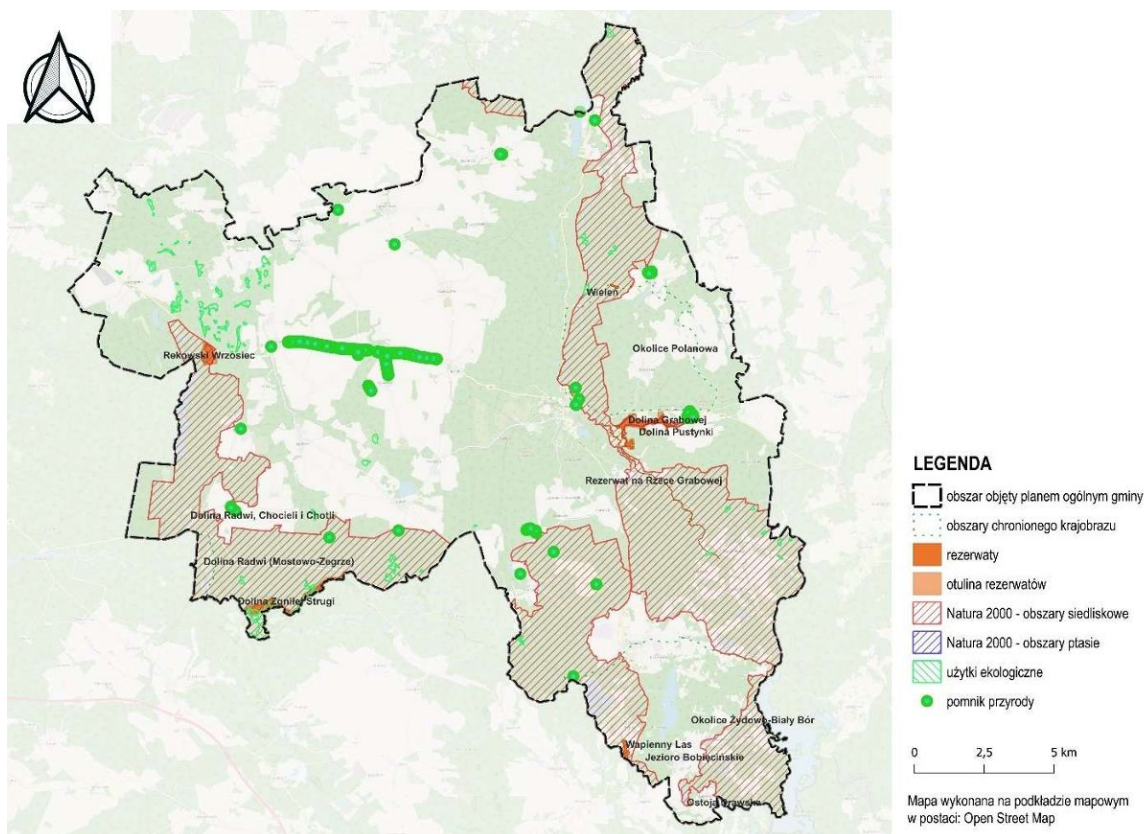 Wieleń
Okolice Polanowa
Rekowski Wrzosiec
Dolina Grabowej
Dolina Pustynki
Rezerwat na Rzece Grabowej
Dolina Radwi, Chocieli i Chotli
Dolina Radwi (Mostowo-Zegrze)
Dolina Zgniłej Strugi
Okolice Żydowo-Biały Bór
Wapienny Las
Jezioro Bobięcińskie
Ostoja Drawska
LEGENDA
obszar objęty planem ogólnym gminy
obszary chronionego krajobrazu
rezerwaty
otulina rezerwatów
Natura 2000 - obszary siedliskowe
Natura 2000 - obszary ptasie
użytki ekologiczne
pomnik przyrody
0 2,5 5 km
Mapa wykonana na podkładzie mapowym
w postaci: Open Street Map